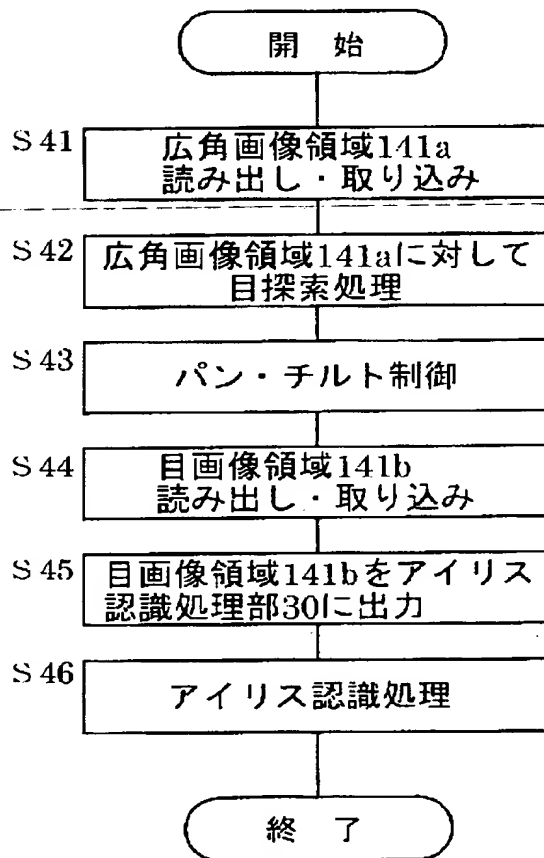 開 始
S41
広角画像領域141a
読み出し・取り込み
S42
広角画像領域141aに対して
目探索処理
S43
パン・チルト制御
S44
目画像領域141b
読み出し・取り込み
S45
目画像領域141bをアイリス
認識処理部30に出力
S46
アイリス認識処理
終 了